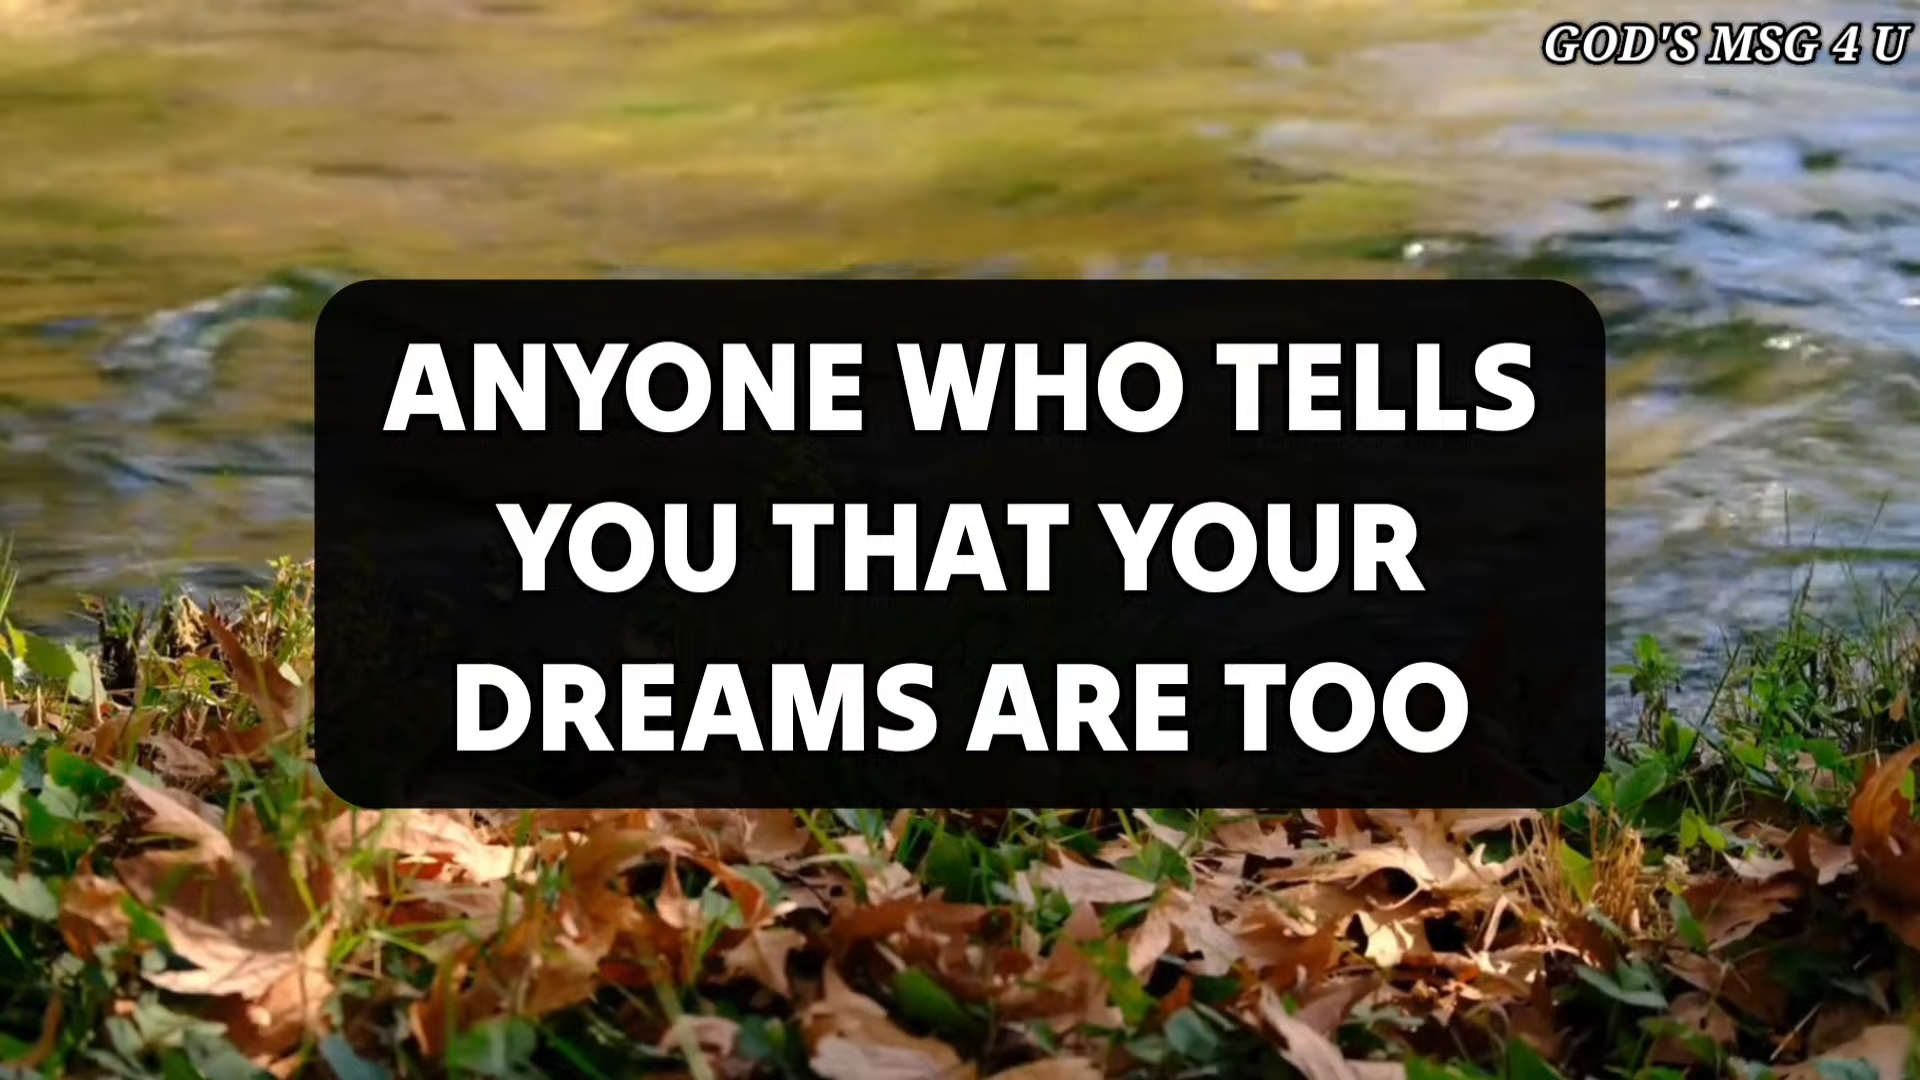 GOD'S MSG 4 U
ANYONE WHO TELLS
YOU THAT YOUR
DREAMS ARE TOO